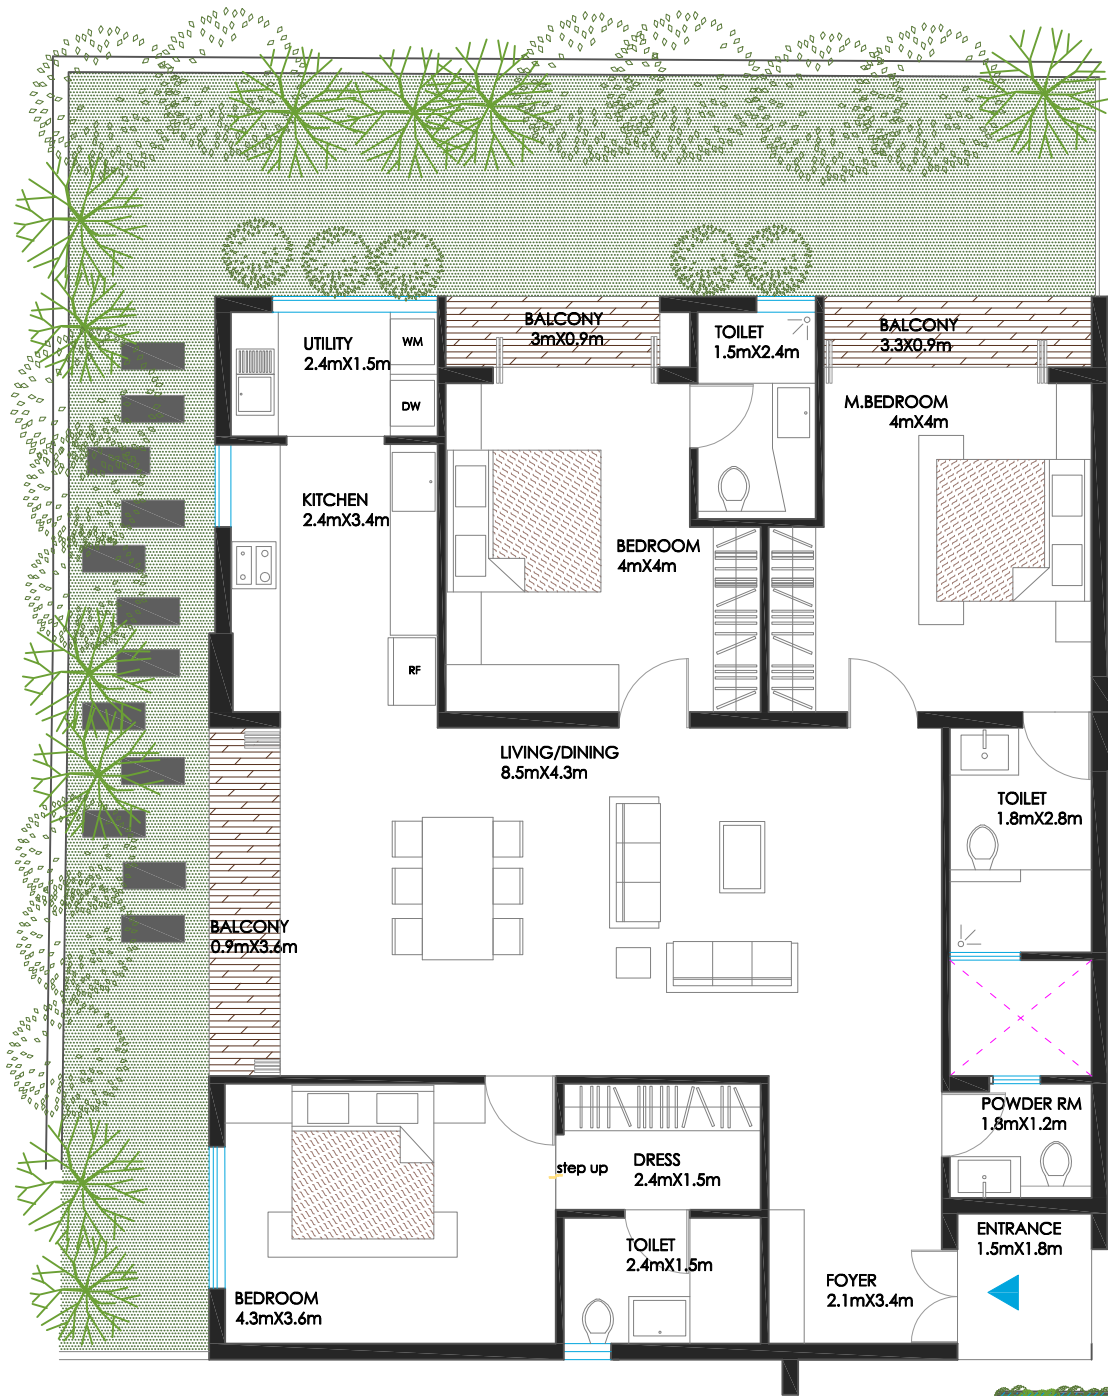 BALCONY
3mX0.9m
TOILET
1.5mX2.4m
BALCONY
3.3X0.9m
UTILITY
2.4mX1.5m
WM
DW
M.BEDROOM
4mX4m
KITCHEN
2.4mX3.4m
BEDROOM
4mX4m
RF
LIVING/DINING
8.5mX4.3m
TOILET
1.8mX2.8m
BALCONY
0.9mX3.6m
POWDER RM
1.8mX1.2m
step up
DRESS
2.4mX1.5m
ENTRANCE
1.5mX1.8m
TOILET
2.4mX1.5m
FOYER
2.1mX3.4m
BEDROOM
4.3mX3.6m